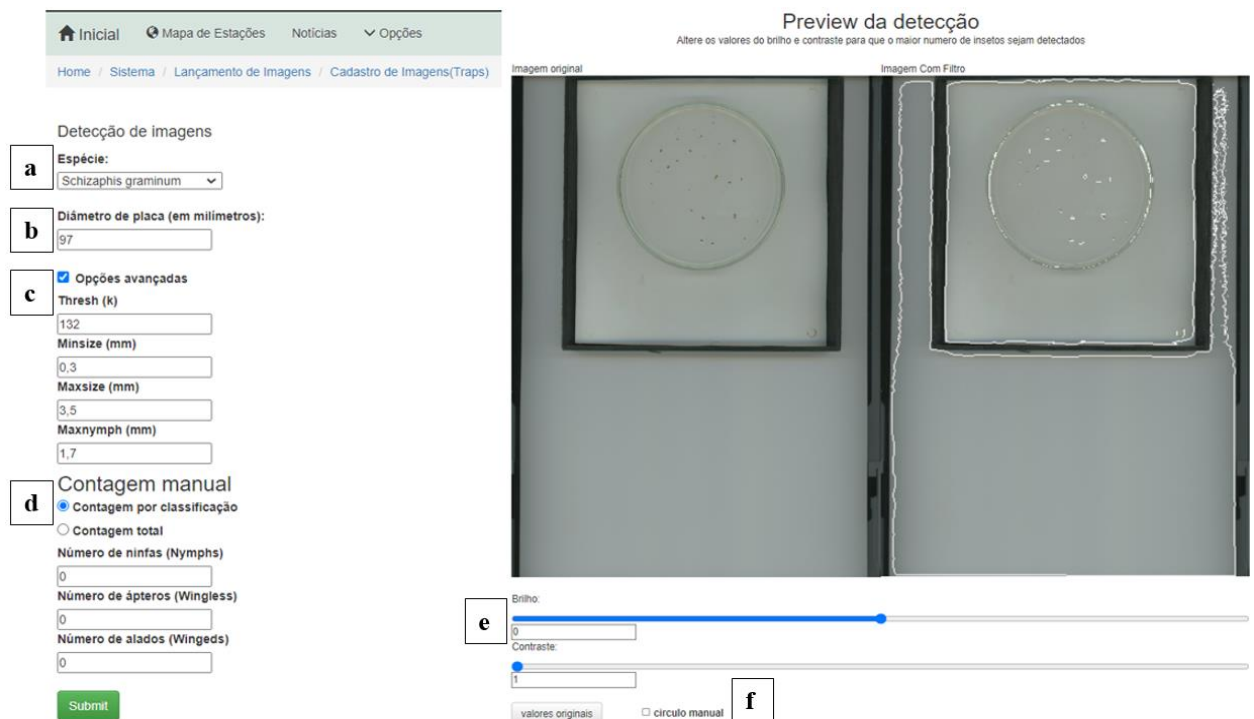 Inicial Mapa de Estações Notícias Opções
Home / Sistema / Lançamento de Imagens / Cadastro de Imagens(Traps)
Detecção de imagens
a
Espécie:
Schizaphis graminum
b
Diâmetro de placa (em milímetros):
97
c
Opções avançadas
Thresh (k)
132
Minsize (mm)
0,3
Maxsize (mm)
3,5
Maxnymph (mm)
1,7
d
Contagem manual
Contagem por classificação
Contagem total
Número de ninfas (Nymphs)
0
Número de ápteros (Wingless)
0
Número de alados (Wingeds)
0
Submit
Preview da detecção
Altere os valores do brilho e contraste para que o maior numero de insetos sejam detectados
Imagem original Imagem Com Filtro
e
Brilho:
0
Contraste:
1
valores originais circulo manual
f